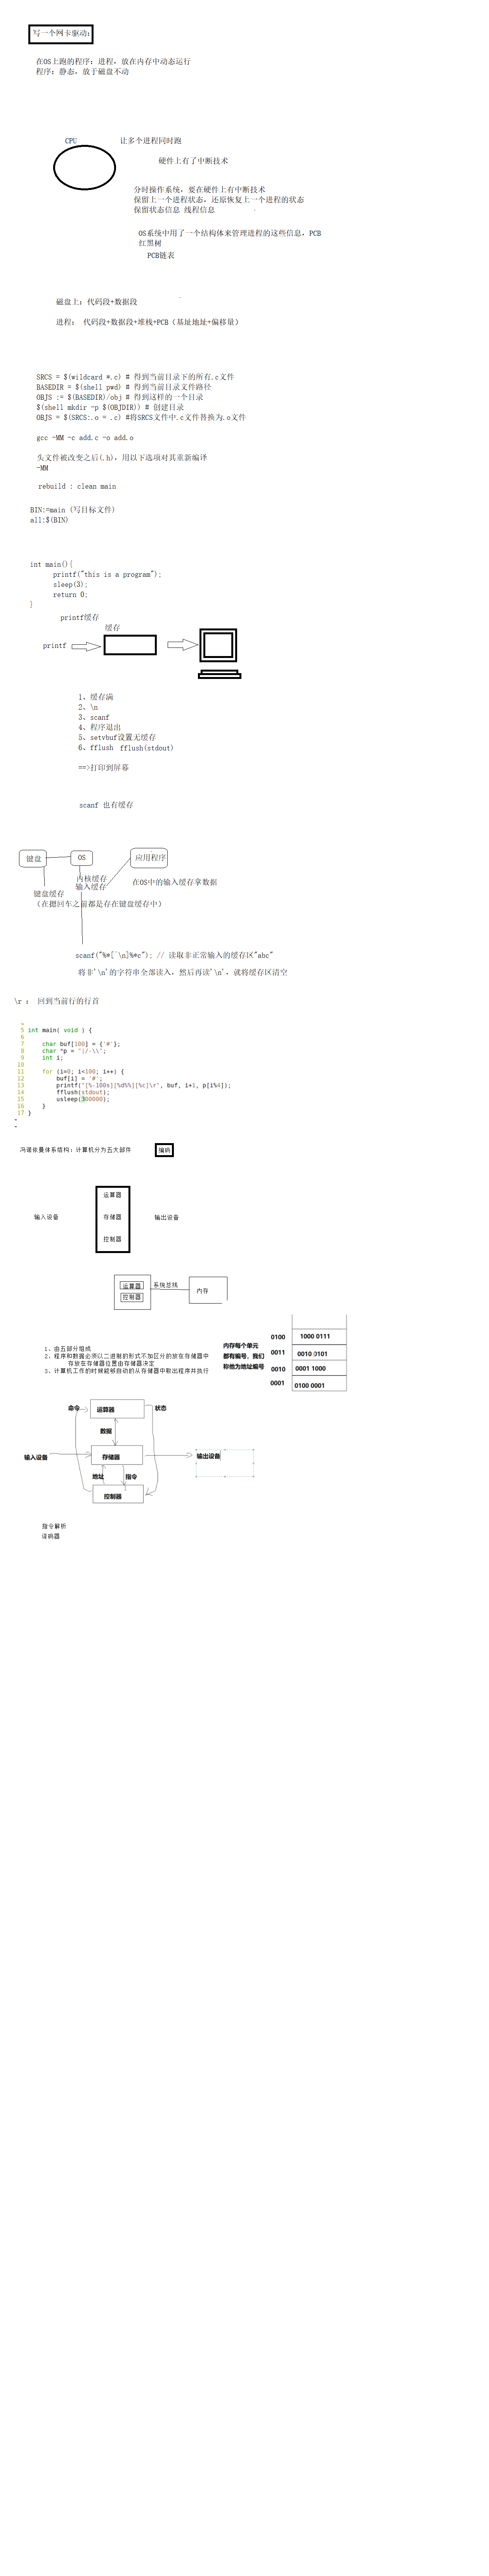 写一个网卡驱动:
在OS上跑的程序: 进程, 放在内存中动态运行
程序: 静态, 放于磁盘不动
CPU
让多个进程同时跑
硬件上有了中断技术
分时操作系统, 要在硬件上有中断技术
保留上一个进程状态, 还原恢复上一个进程的状态
保留状态信息 线程信息
OS系统中用了一个结构体来管理进程的这些信息, PCB
红黑树
PCB链表
磁盘上: 代码段+数据段
进程: 代码段+数据段+堆栈+PCB（基址地址+偏移量）
SRCS = $(wildcard *.c) # 得到当前目录下的所有.c文件
BASEDIR = $(shell pwd) # 得到当前目录文件路径
OBJS := $(BASEDIR)/obj # 得到这样的一个目录
$(shell mkdir -p $(OBJDIR)) # 创建目录
OBJS = $(SRCS:.o = .c) #将SRCS文件中.c文件替换为.o文件
gcc -MM -c add.c -o add.o
头文件被改变之后(.h), 用以下选项对其重新编译
-MM
rebuild : clean main
BIN:=main (写目标文件)
all:$(BIN)
int main(){
printf("this is a program");
sleep(3);
return 0;
}
printf缓存
缓存
printf
1、缓存满
2、\n
3、scanf
4、程序退出
5、setvbuf设置无缓存
6、fflush fflush(stdout)
==>打印到屏幕
scanf 也有缓存
键盘
OS
应用程序
内核缓存
输入缓存
在OS中的输入缓存拿数据
键盘缓存
（在摁回车之前都是存在键盘缓存中）
scanf("%*[^\n]%*c"); // 读取非正常输入的缓存区"abc"
将非'\n'的字符串全部读入, 然后再读'\n', 就将缓存区清空
\r : 回到当前行的行首
5 int main( void ) {
6
7 char buf[100] = {'#'};
8 char *p = "|/-\\";
9 int i;
10
11 for (i=0; i<100; i++) {
12 buf[i] = '#';
13 printf("[%-100s][%d%%][%c]\r", buf, i+1, p[i%4]);
14 fflush(stdout);
15 usleep(300000);
16 }
17 }
冯诺依曼体系结构: 计算机分为五大部件
编码
运算器
输入设备
存储器
输出设备
控制器
运算器
控制器
系统总线
内存
1、由五部分组成
2、程序和数据必须以二进制的形式不加区分的放在存储器中
存放在存储器位置由存储器决定
3、计算机工作的时候能够自动的从存储器中取出程序并执行
内存每个单元
都有编号, 我们
称他为地址编号
0100
1000 0111
0011
0010 0101
0010
0001 1000
0001
0100 0001
命令
运算器
状态
数据
输入设备
存储器
输出设备
地址
指令
控制器
指令解析
译码器